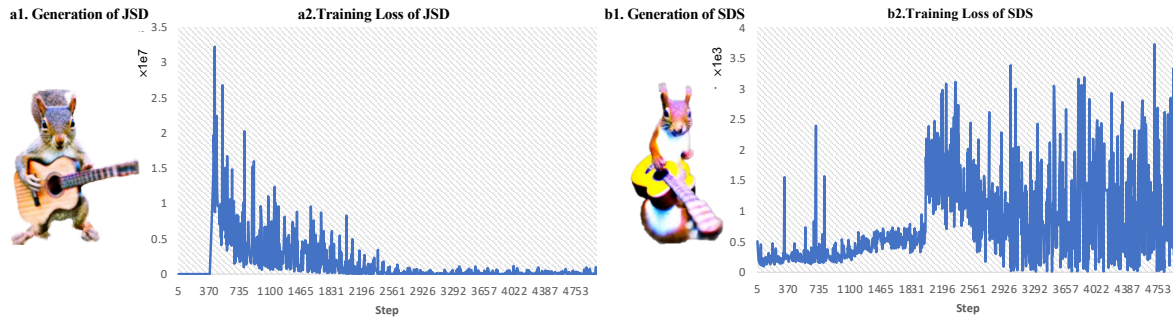 a1. Generation of JSD
a2.Training Loss of JSD
×1e7
3.5
3
2.5
2
1.5
1
0.5
0
5 370 735 1100 1465 1831 2196 2561 2926 3292 3657 4022 4387 4753
Step
b1. Generation of SDS
b2.Training Loss of SDS
×1e3
4
3.5
3
2.5
2
1.5
1
0.5
0
5 370 735 1100 1465 1831 2196 2561 2926 3292 3657 4022 4387 4753
Step